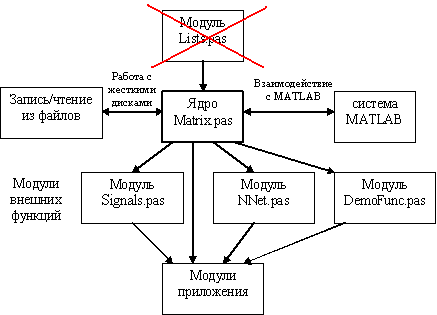 Модуль
Lists.pas
Работа с
жесткими
дисками
Взаимодействие
с MATLAB
Запись/чтение
из файлов
Ядро
Matrix.pas
система
MATLAB
Модули
внешних
функций
Модуль
Signals.pas
Модуль
NNet.pas
Модуль
DemoFunc.pas
Модули
приложения